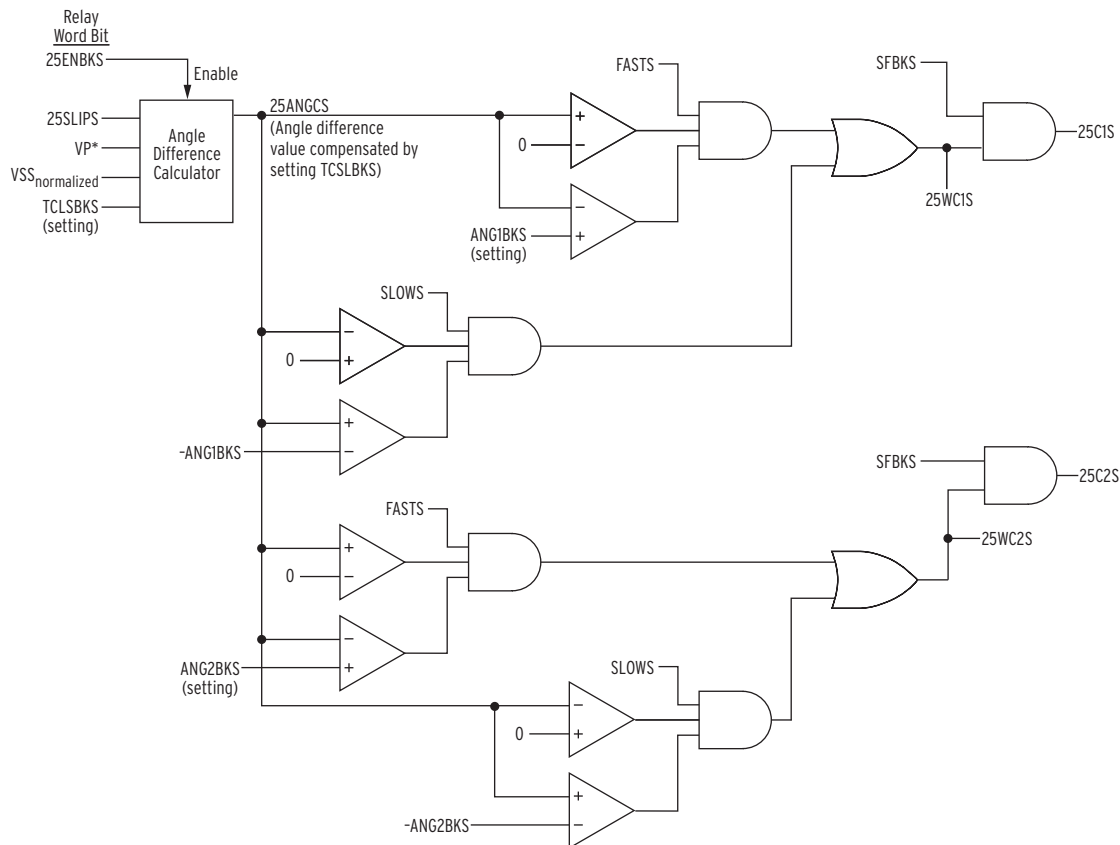 Relay
Word Bit
25ENBKS
Enable
25SLIPS
VP*
VSSnormalized
TCLSBKS
(setting)
Angle
Difference
Calculator
25ANGCS
(Angle difference
value compensated by
setting TCSLBKS)
FASTS
+
0
−
−
ANG1BKS
+
(setting)
SFBKS
25C1S
25WC1S
SLOWS
−
0
+
+
-ANG1BKS
−
FASTS
+
0
−
−
ANG2BKS
+
(setting)
SFBKS
25C2S
25WC2S
SLOWS
−
0
+
+
-ANG2BKS
−